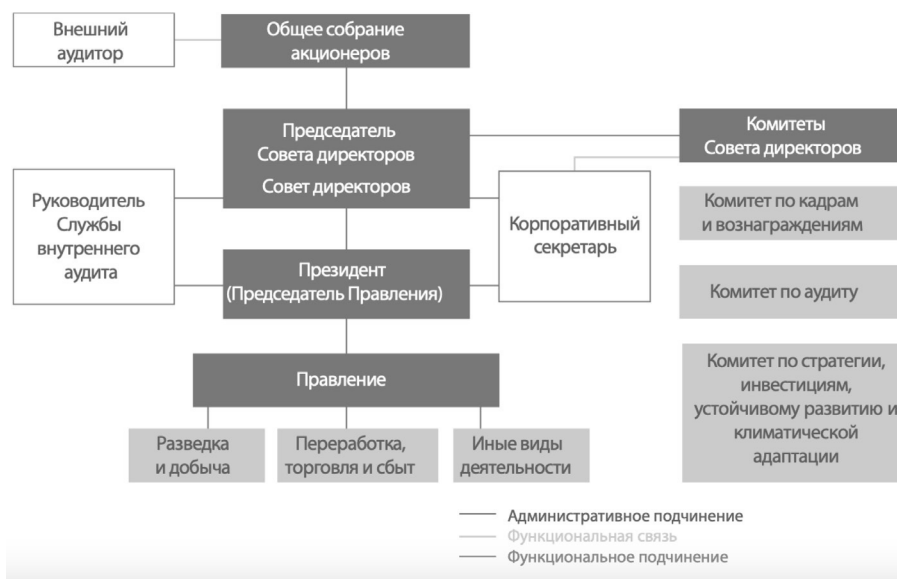 Внешний
аудитор
Общее собрание
акционеров
Председатель
Совета директоров
Совет директоров
Комитеты
Совета директоров
Руководитель
Службы
внутреннего
аудита
Корпоративный
секретарь
Комитет по кадрам
и вознаграждениям
Президент
(Председатель Правления)
Комитет по аудиту
Правление
Комитет по стратегии,
инвестициям,
устойчивому развитию и
климатической
адаптации
Разведка
и добыча
Переработка,
торговля и сбыт
Иные виды
деятельности
Административное подчинение
Функциональная связь
Функциональное подчинение